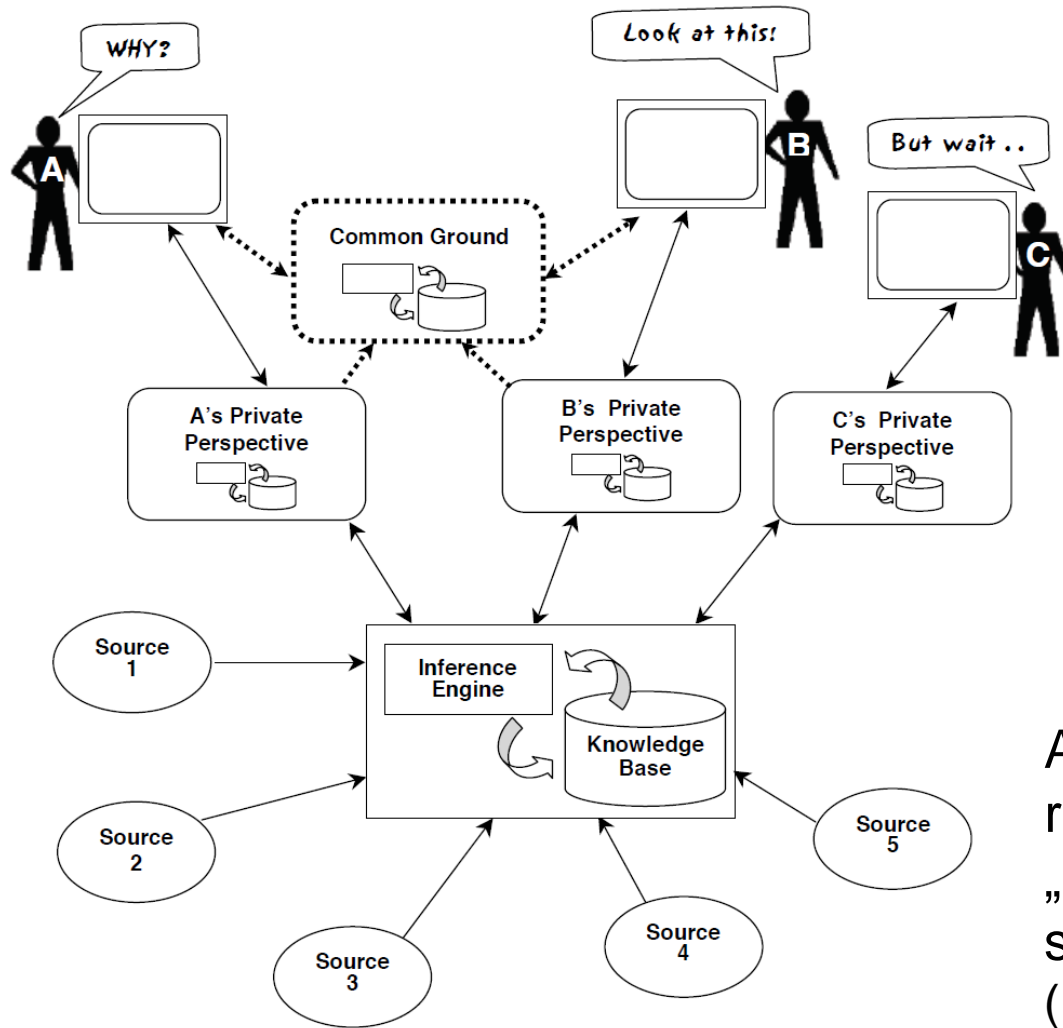 WHY?
Look at this!
But wait ..
A
B
C
Common Ground
A's Private
Perspective
B's Private
Perspective
C's Private
Perspective
Source
1
Inference
Engine
Knowledge
Base
Source
2
Source
5
Source
4
Source
3
A
r
„
s
(